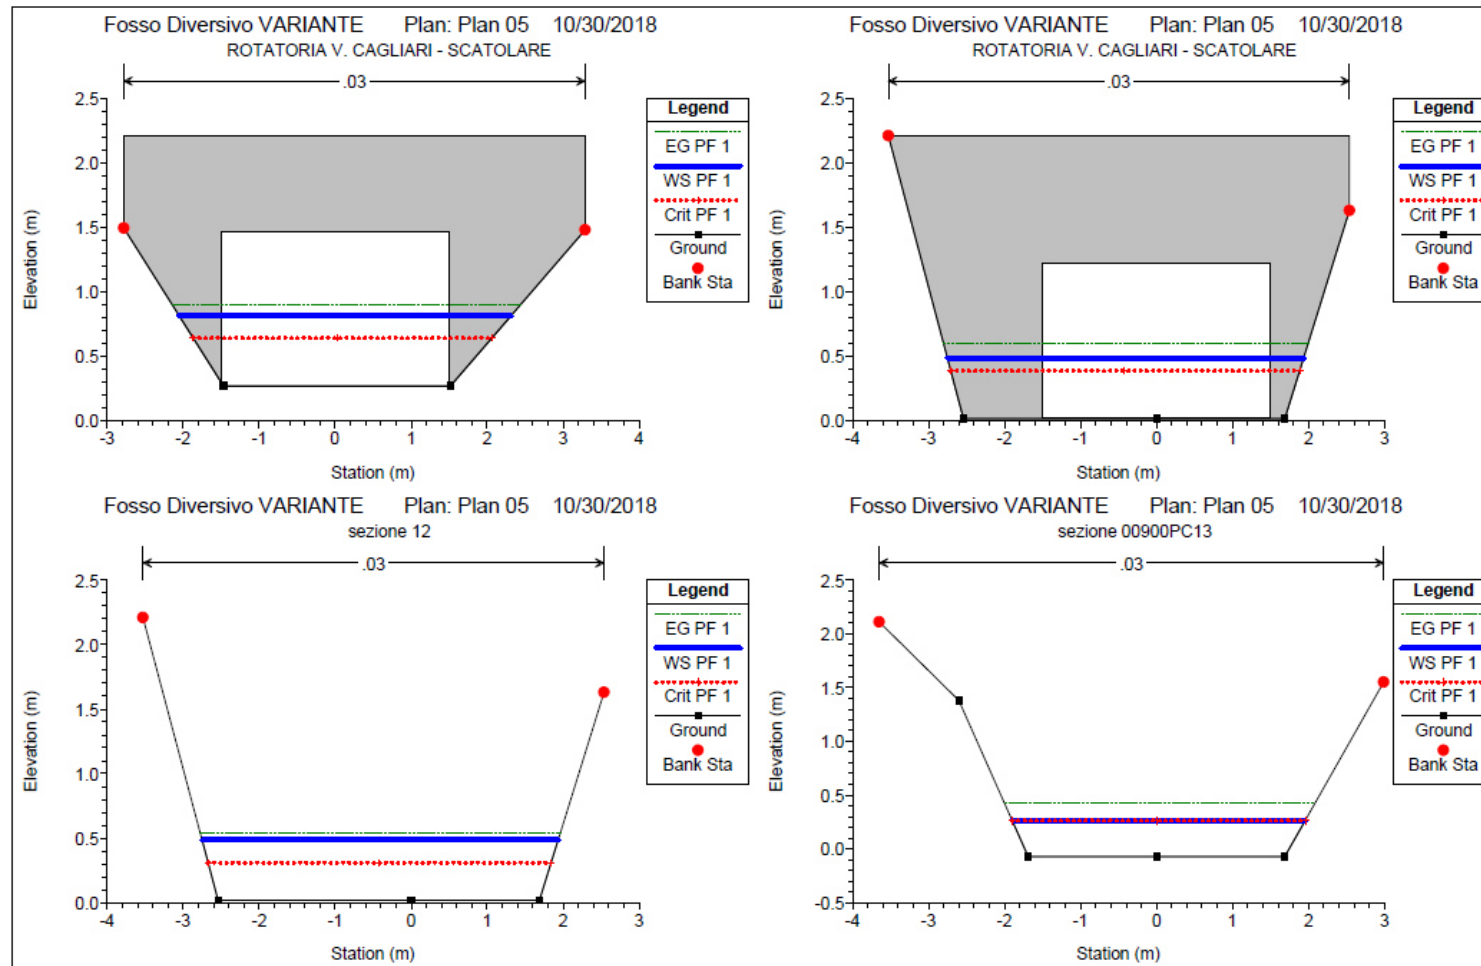 Fosso Diversivo VARIANTE Plan: Plan 05 10/30/2018
ROTATORIA V. CAGLIARI - SCATOLARE
.03
2.5
2.0
1.5
1.0
0.5
0.0
Elevation (m)
-3 -2 -1 0 1 2 3 4
Station (m)
Legend
EG PF 1
WS PF 1
Crit PF 1
Ground
Bank Sta
Fosso Diversivo VARIANTE Plan: Plan 05 10/30/2018
ROTATORIA V. CAGLIARI - SCATOLARE
.03
2.5
2.0
1.5
1.0
0.5
0.0
Elevation (m)
-4 -3 -2 -1 0 1 2 3
Station (m)
Legend
EG PF 1
WS PF 1
Crit PF 1
Ground
Bank Sta
Fosso Diversivo VARIANTE Plan: Plan 05 10/30/2018
sezione 12
.03
2.5
2.0
1.5
1.0
0.5
0.0
Elevation (m)
-4 -3 -2 -1 0 1 2 3
Station (m)
Legend
EG PF 1
WS PF 1
Crit PF 1
Ground
Bank Sta
Fosso Diversivo VARIANTE Plan: Plan 05 10/30/2018
sezione 00900PC13
.03
2.5
2.0
1.5
1.0
0.5
0.0
-0.5
Elevation (m)
-4 -3 -2 -1 0 1 2 3
Station (m)
Legend
EG PF 1
WS PF 1
Crit PF 1
Ground
Bank Sta